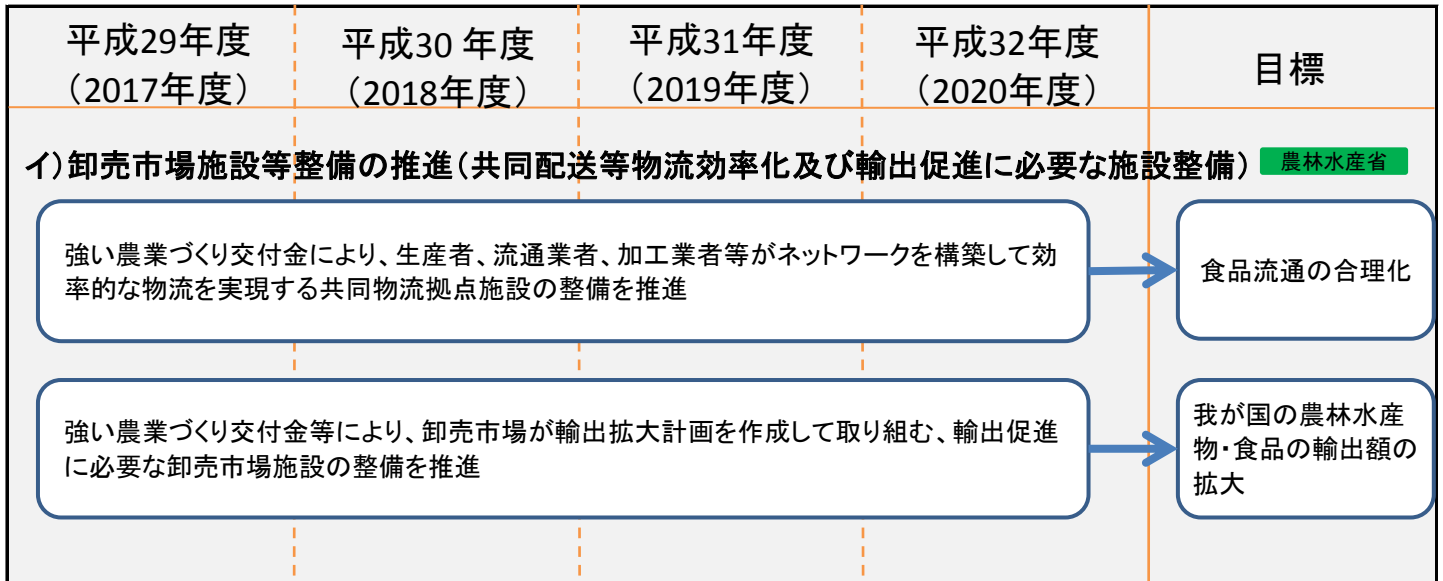 平成29年度
（2017年度）
平成30 年度
（2018年度）
平成31年度
（2019年度）
平成32年度
（2020年度）
目標
イ）卸売市場施設等整備の推進（共同配送等物流効率化及び輸出促進に必要な施設整備）
農林水産省
強い農業づくり交付金により、生産者、流通業者、加工業者等がネットワークを構築して効
率的な物流を実現する共同物流拠点施設の整備を推進
食品流通の合理化
強い農業づくり交付金等により、卸売市場が輸出拡大計画を作成して取り組む、輸出促進
に必要な卸売市場施設の整備を推進
我が国の農林水産
物・食品の輸出額の
拡大